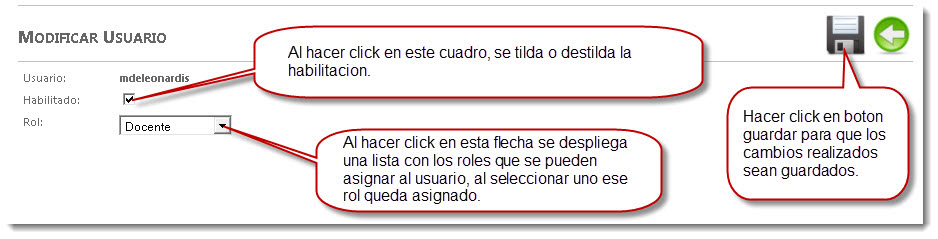 MODIFICAR USUARIO
Al hacer click en este cuadro, se tilda o destilda la
habilitacion.
Usuario: mdeleonardis
Habilitado:
Rol: Docente
Al hacer click en esta flecha se despliega
una lista con los roles que se pueden
asignar al usuario, al seleccionar uno ese
rol queda asignado.
Hacer click en boton
guardar para que los
cambios realizados
sean guardados.